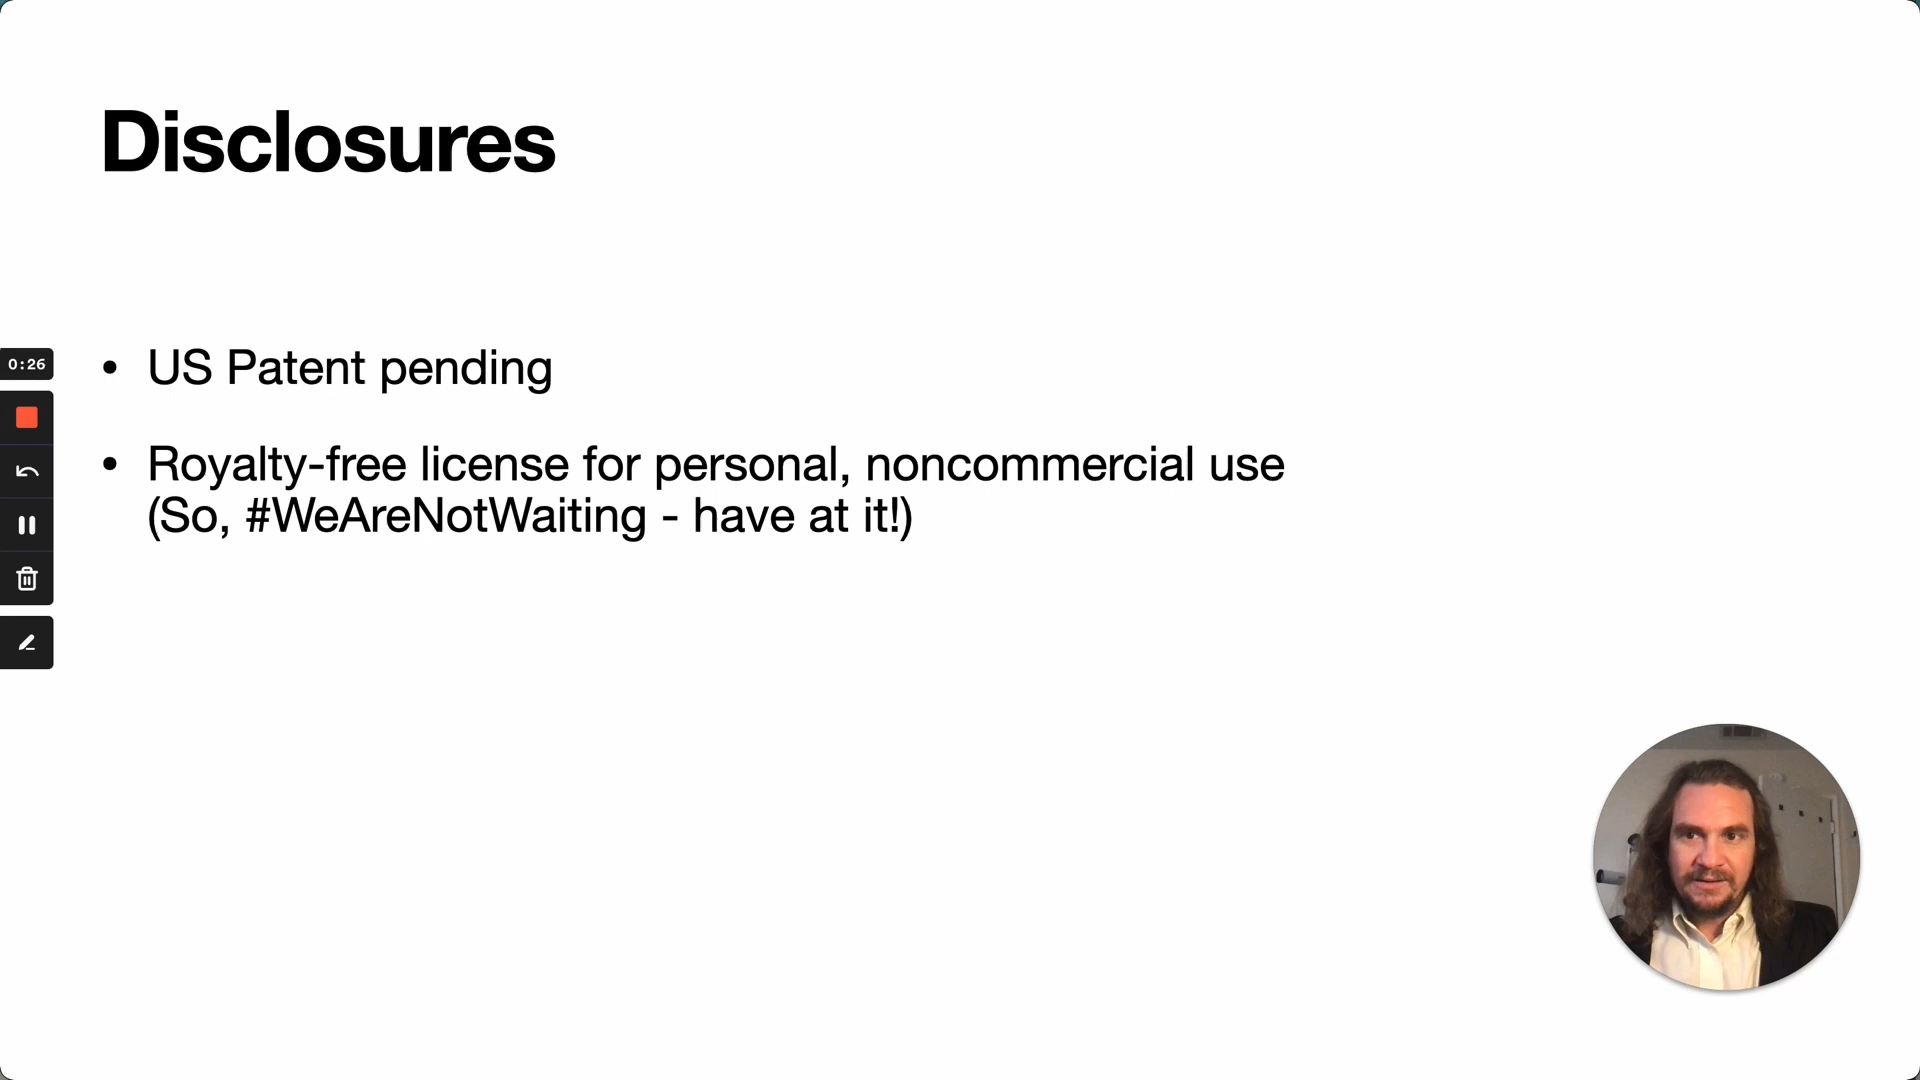 Disclosures
0:26
• US Patent pending
• Royalty-free license for personal, noncommercial use
(So, #WeAreNotWaiting - have at it!)